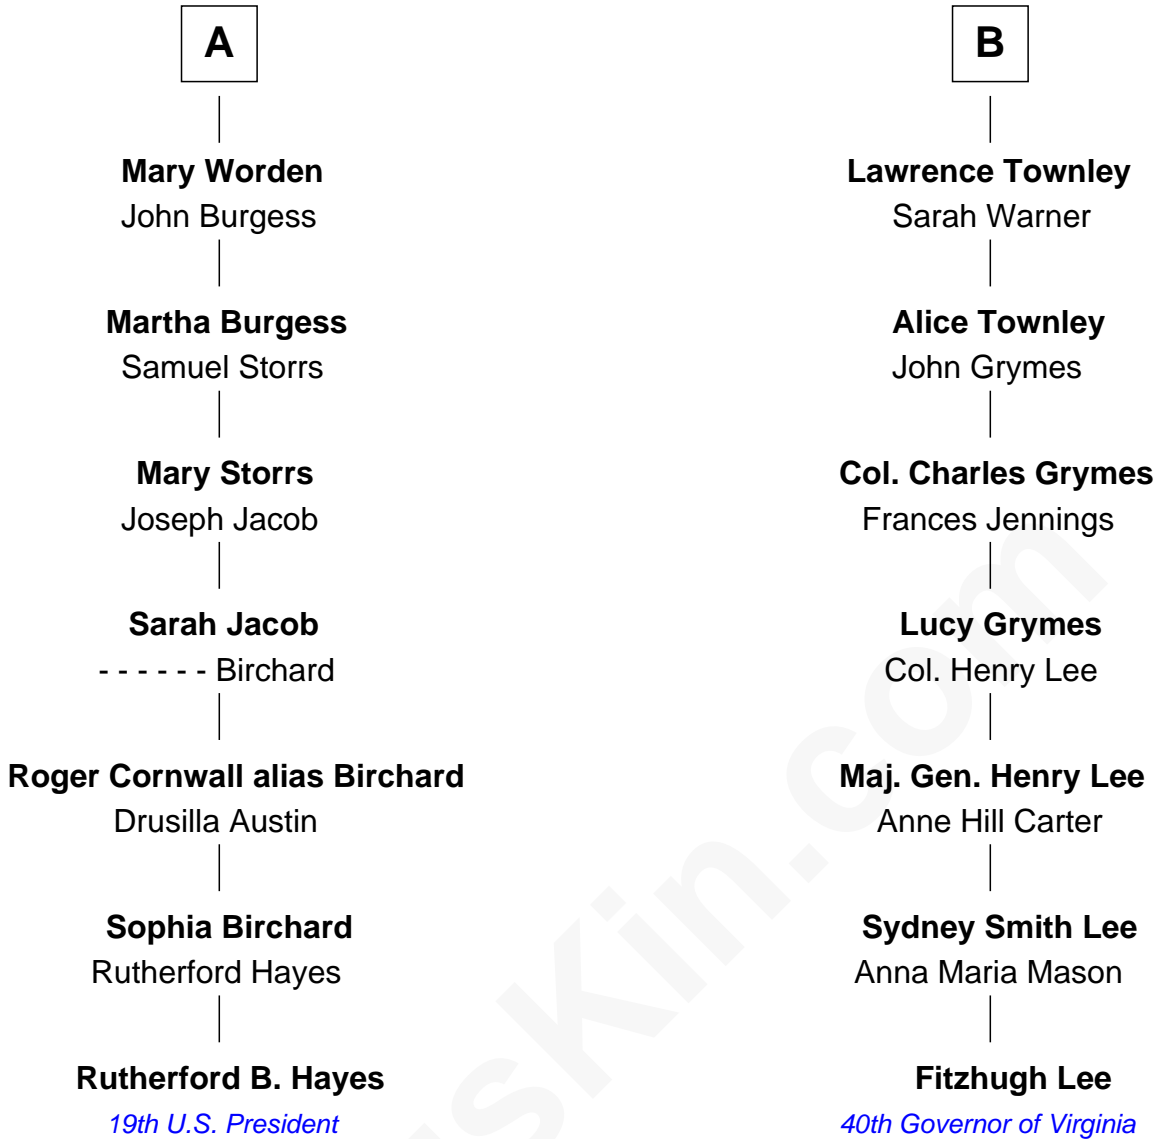 A
Mary Worden
John Burgess
Martha Burgess
Samuel Storrs
Mary Storrs
Joseph Jacob
Sarah Jacob
- - - - - - Birchard
Roger Cornwall alias Birchard
Drusilla Austin
Sophia Birchard
Rutherford Hayes
Rutherford B. Hayes
19th U.S. President
B
Lawrence Townley
Sarah Warner
Alice Townley
John Grymes
Col. Charles Grymes
Frances Jennings
Lucy Grymes
Col. Henry Lee
Maj. Gen. Henry Lee
Anne Hill Carter
Sydney Smith Lee
Anna Maria Mason
Fitzhugh Lee
40th Governor of Virginia